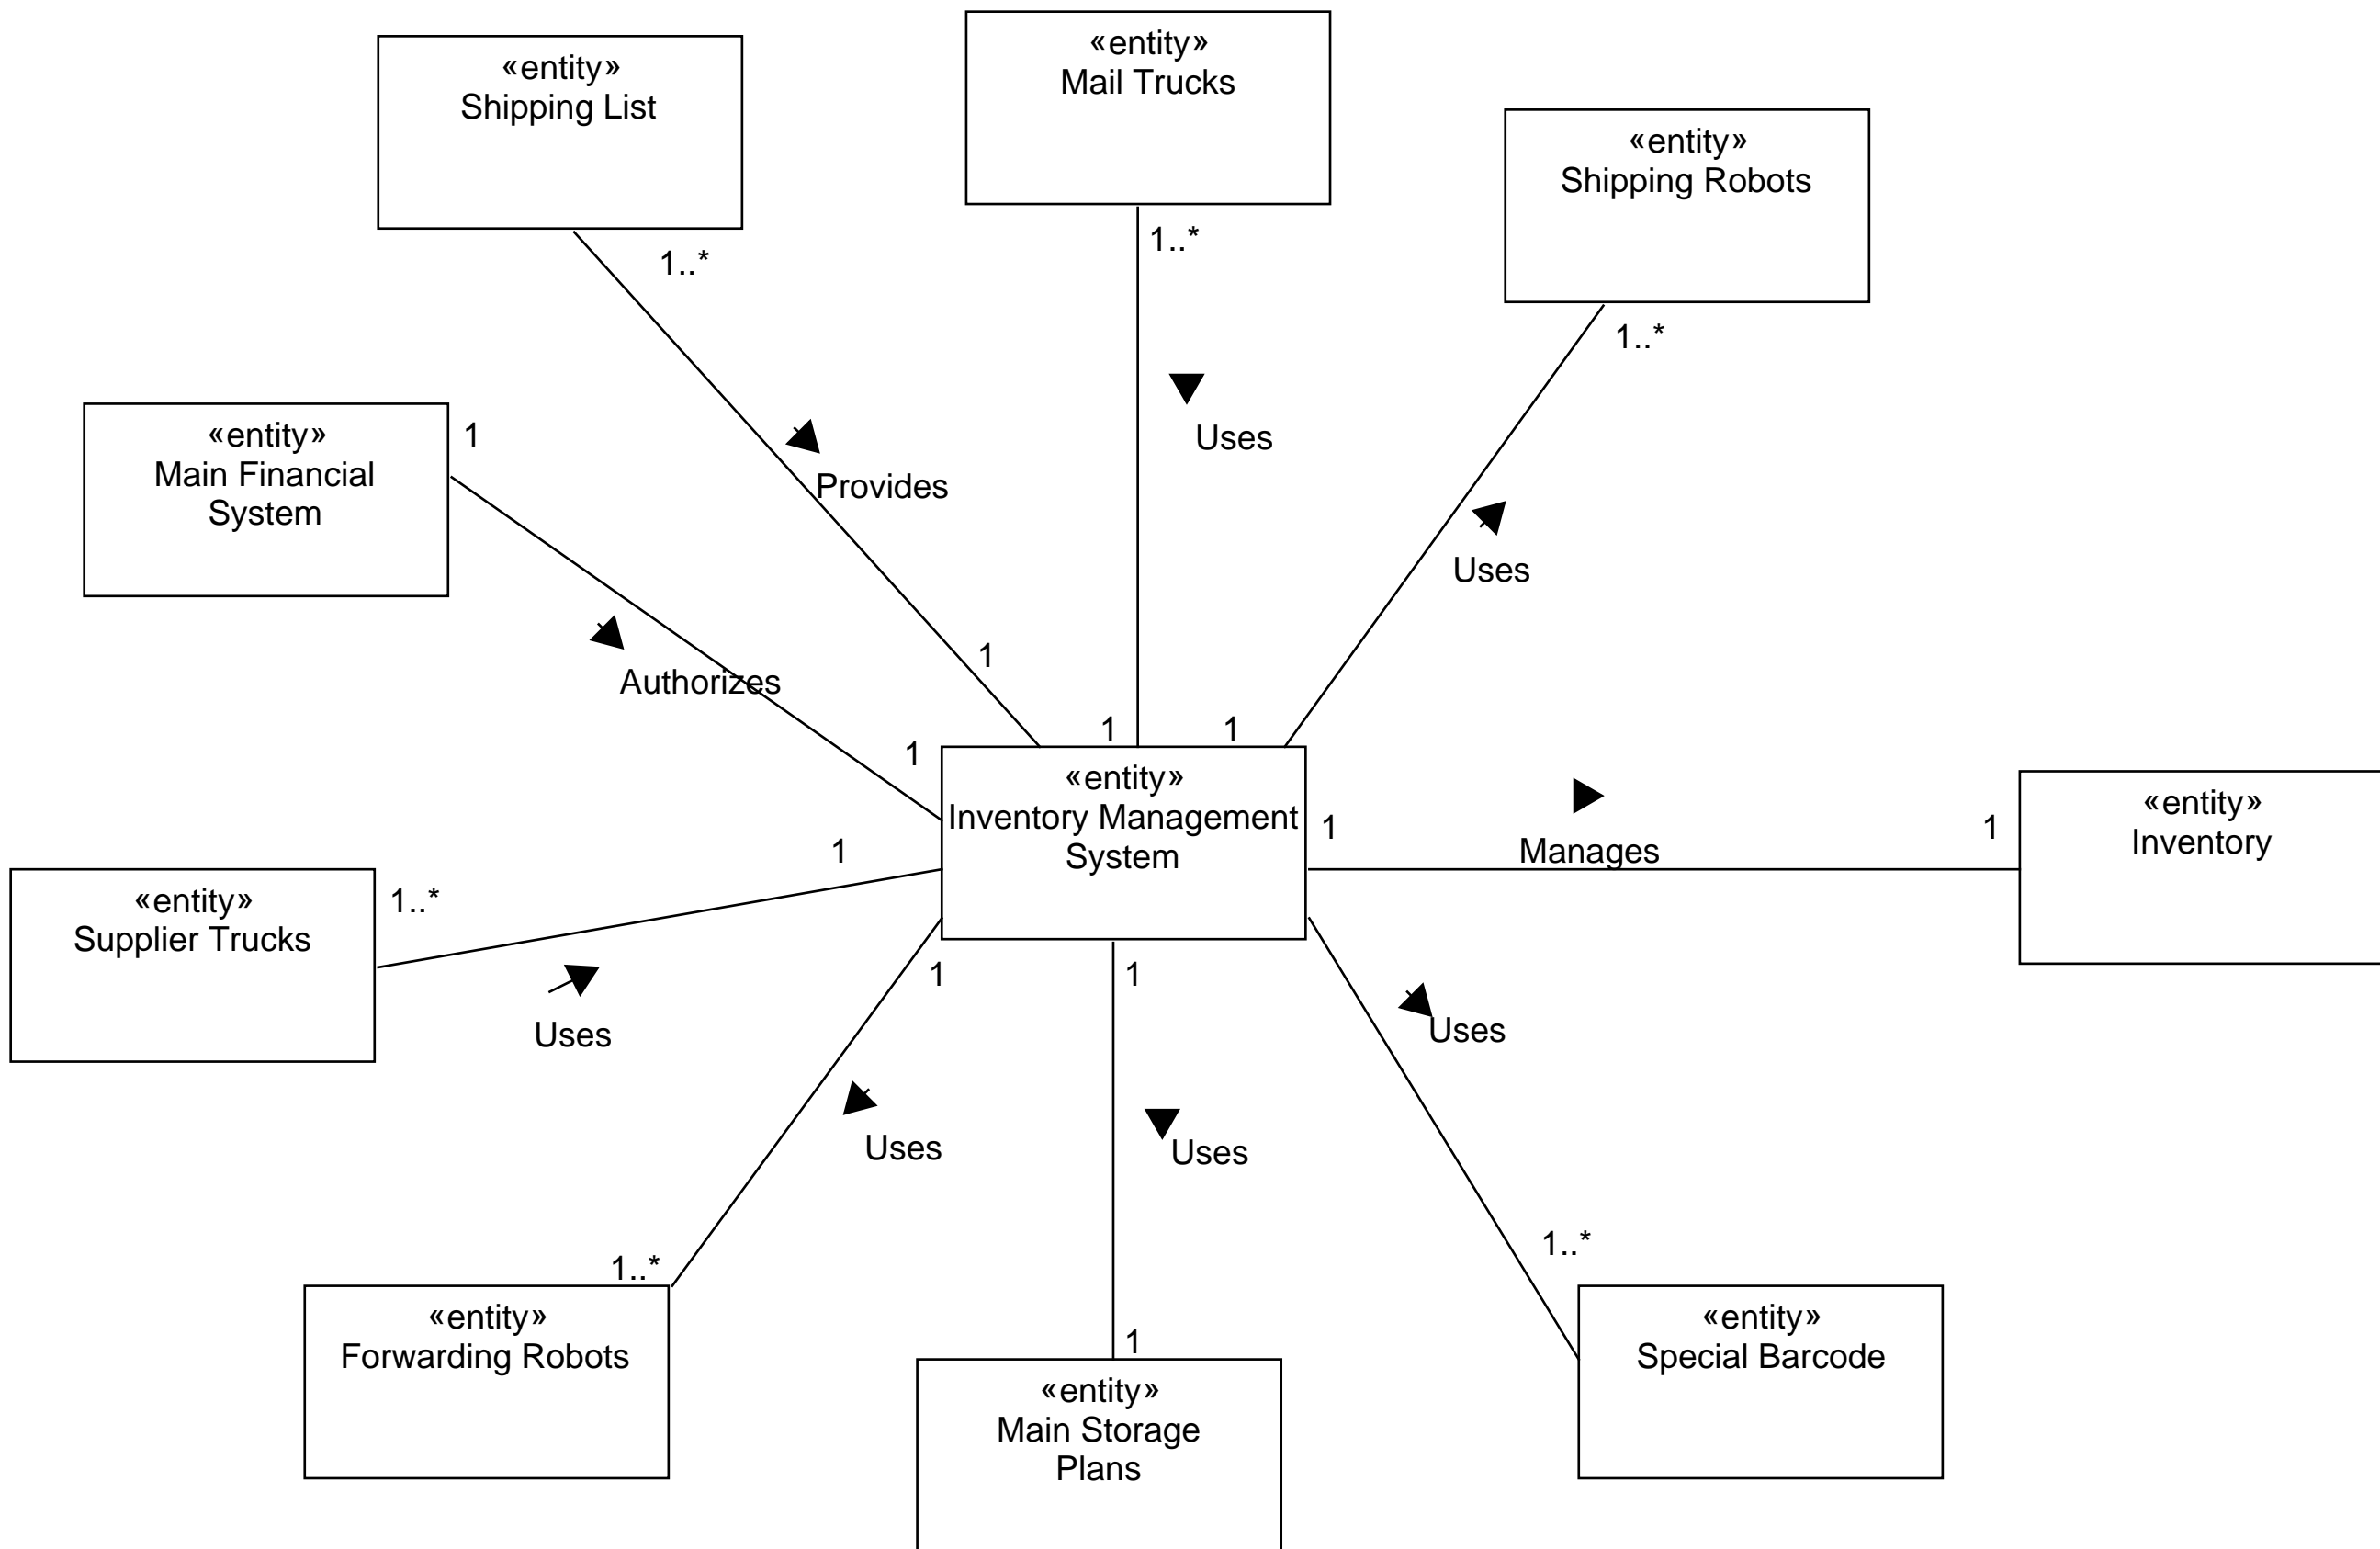 «entity»
Mail Trucks
«entity»
Shipping List
«entity»
Shipping Robots
1..*
1..*
1..*
«entity»
Main Financial
System
1
Uses
Provides
Uses
Authorizes
1
1
1
1
«entity»
Inventory Management
System
«entity»
Inventory
1
1
Manages
1
«entity»
Supplier Trucks
1..*
1
1
Uses
Uses
Uses
Uses
1..*
1..*
1
«entity»
Forwarding Robots
«entity»
Special Barcode
«entity»
Main Storage
Plans